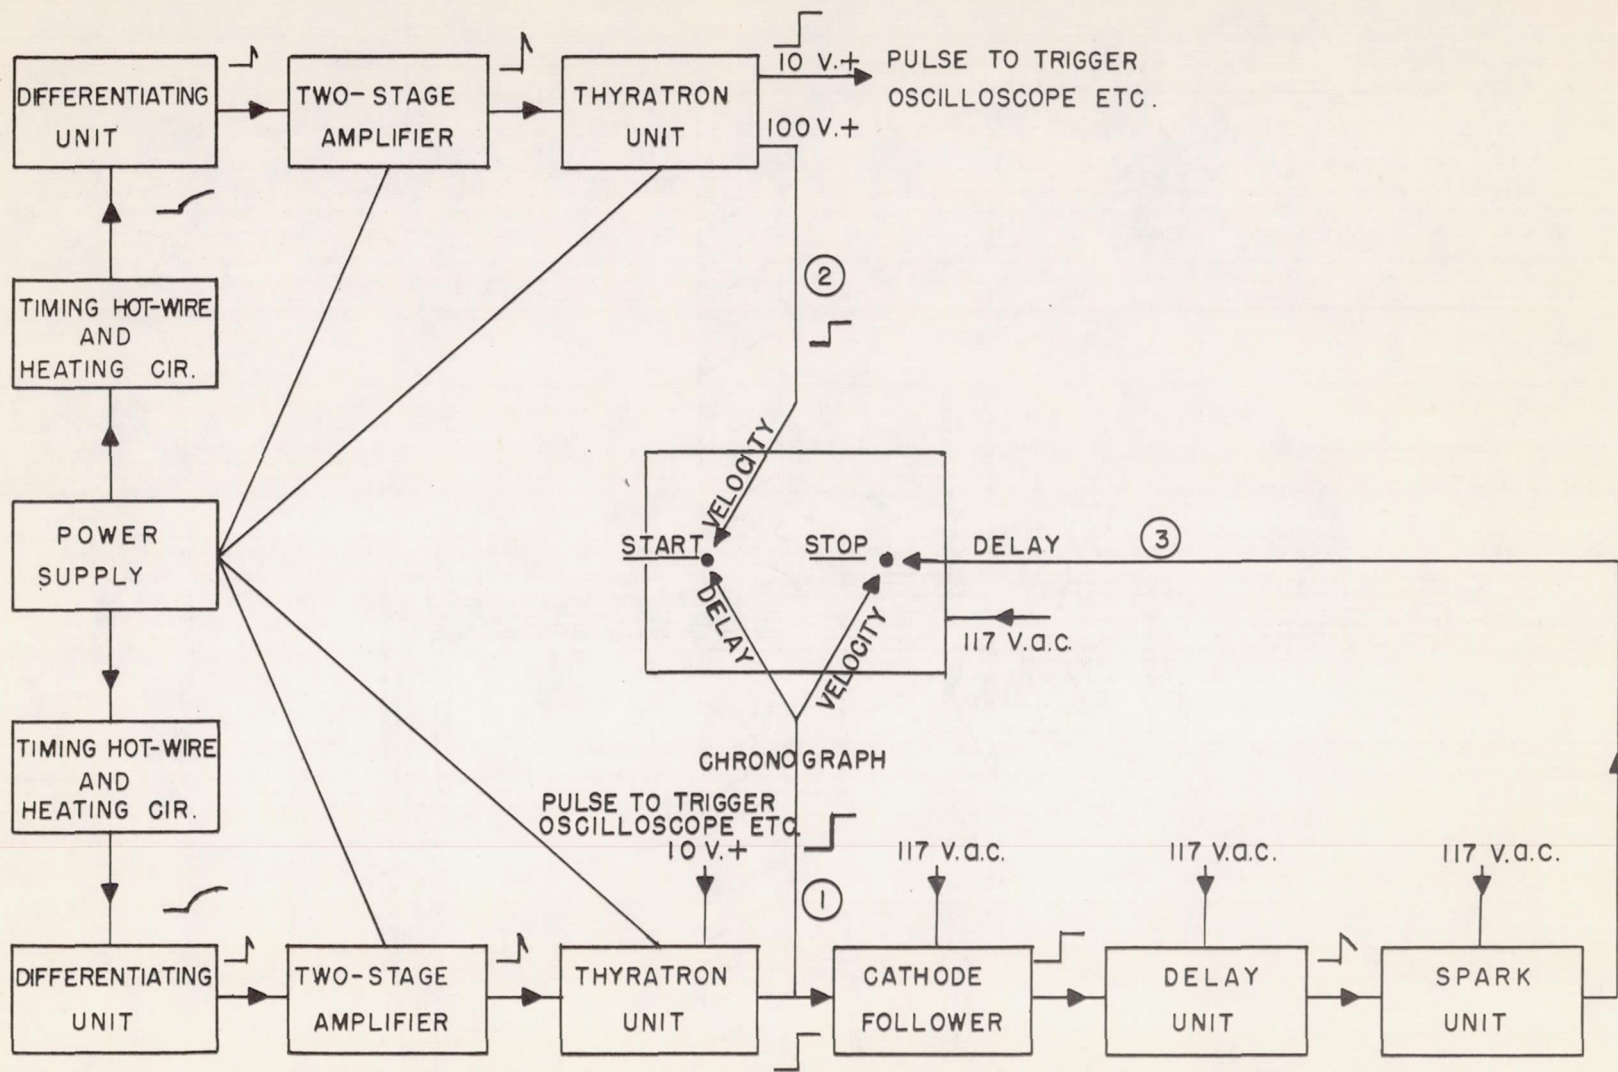 DIFFERENTIATING
UNIT
TWO-STAGE
AMPLIFIER
THYRATRON
UNIT
10 V.+
PULSE TO TRIGGER
OSCILLOSCOPE ETC.
100V.+
2
TIMING HOT-WIRE
AND
HEATING CIR.
POWER
SUPPLY
VELOCITY
START
STOP
DELAY
3
DELAY
VELOCITY
117 V.a.c.
CHRONOGRAPH
TIMING HOT-WIRE
AND
HEATING CIR.
PULSE TO TRIGGER
OSCILLOSCOPE ETC.
10 V.+
117 V.a.c.
117 V.a.c.
117 V.a.c.
1
DIFFERENTIATING
UNIT
TWO-STAGE
AMPLIFIER
THYRATRON
UNIT
CATHODE
FOLLOWER
DELAY
UNIT
SPARK
UNIT